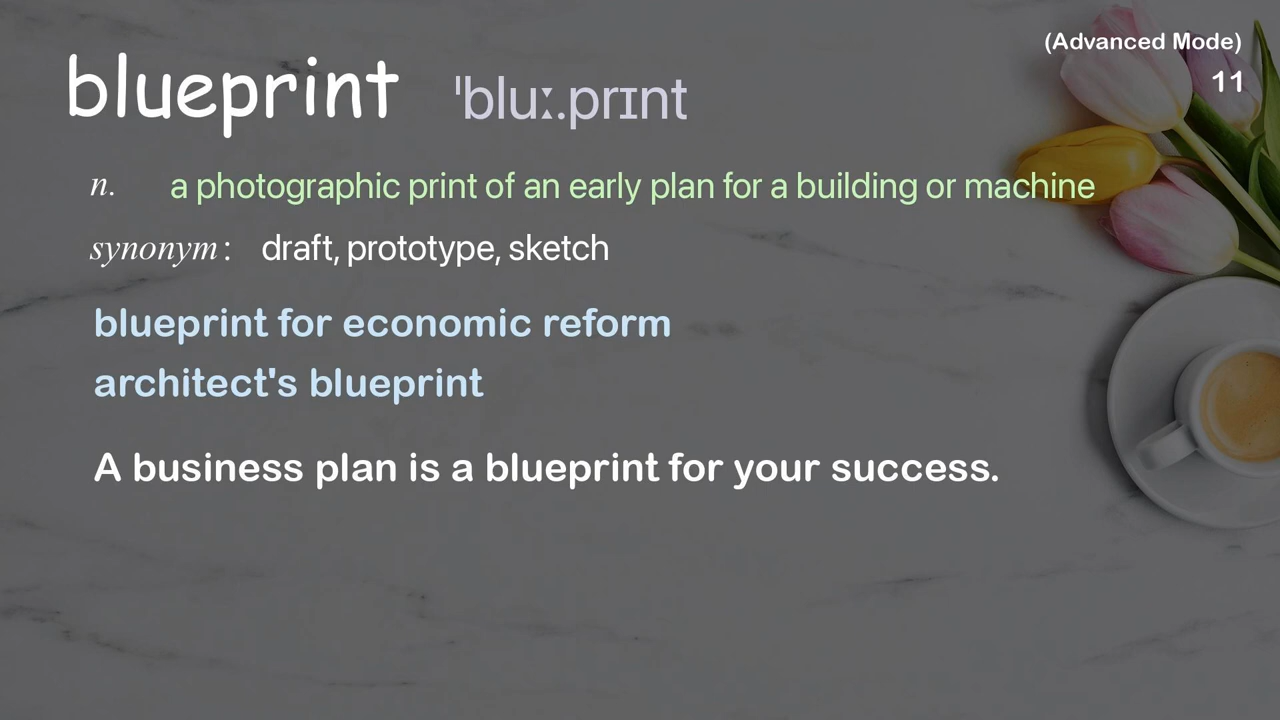 (Advanced Mode)
11
blueprint ˈbluː.prɪnt
n. a photographic print of an early plan for a building or machine
synonym: draft, prototype, sketch
blueprint for economic reform
architect's blueprint
A business plan is a blueprint for your success.